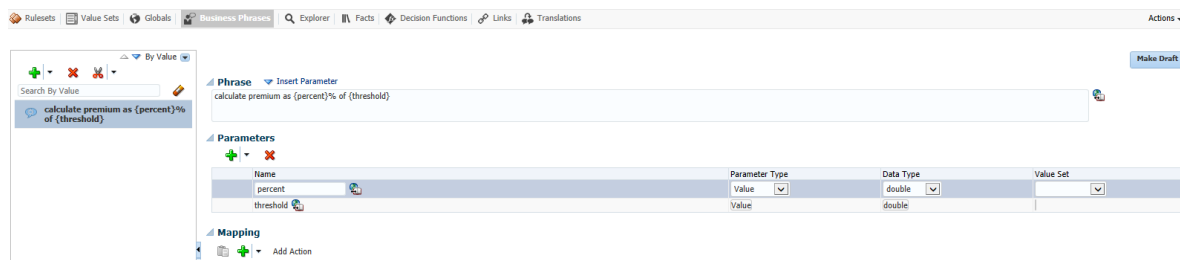 Rulesets Value Sets Globals Business Phrases Explorer Facts Decision Functions Links Translations Actions
By Value
Make Draft
Search By Value
calculate premium as {percent}%
of {threshold}
Phrase Insert Parameter
calculate premium as {percent}% of {threshold}
Parameters
Name Parameter Type Data Type Value Set
percent Value double
threshold Value double
Mapping
Add Action